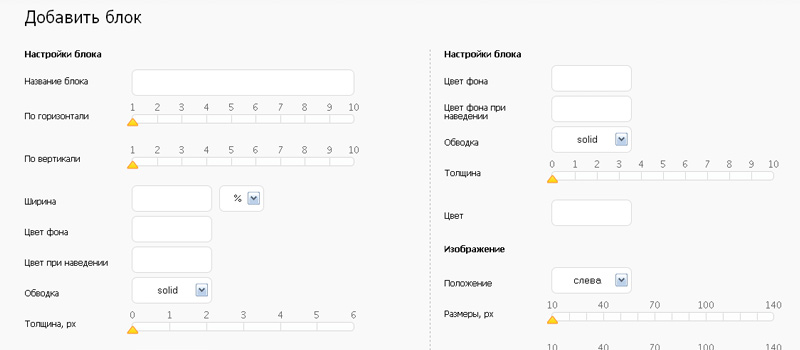 Добавить блок
Настройки блока
Название блока
1 2 3 4 5 6 7 8 9 10
По горизонтали
1 2 3 4 5 6 7 8 9 10
По вертикали
Ширина
%
Цвет фона
Цвет при наведении
Обводка
solid
0 1 2 3 4 5 6
Толщина, px
Настройки блока
Цвет фона
Цвет фона при
наведении
Обводка
solid
0 1 2 3 4 5 6 7 8 9 10
Толщина
Цвет
Изображение
Положение
слева
10 40 70 100 140
Размеры, px
10 40 70 100 140